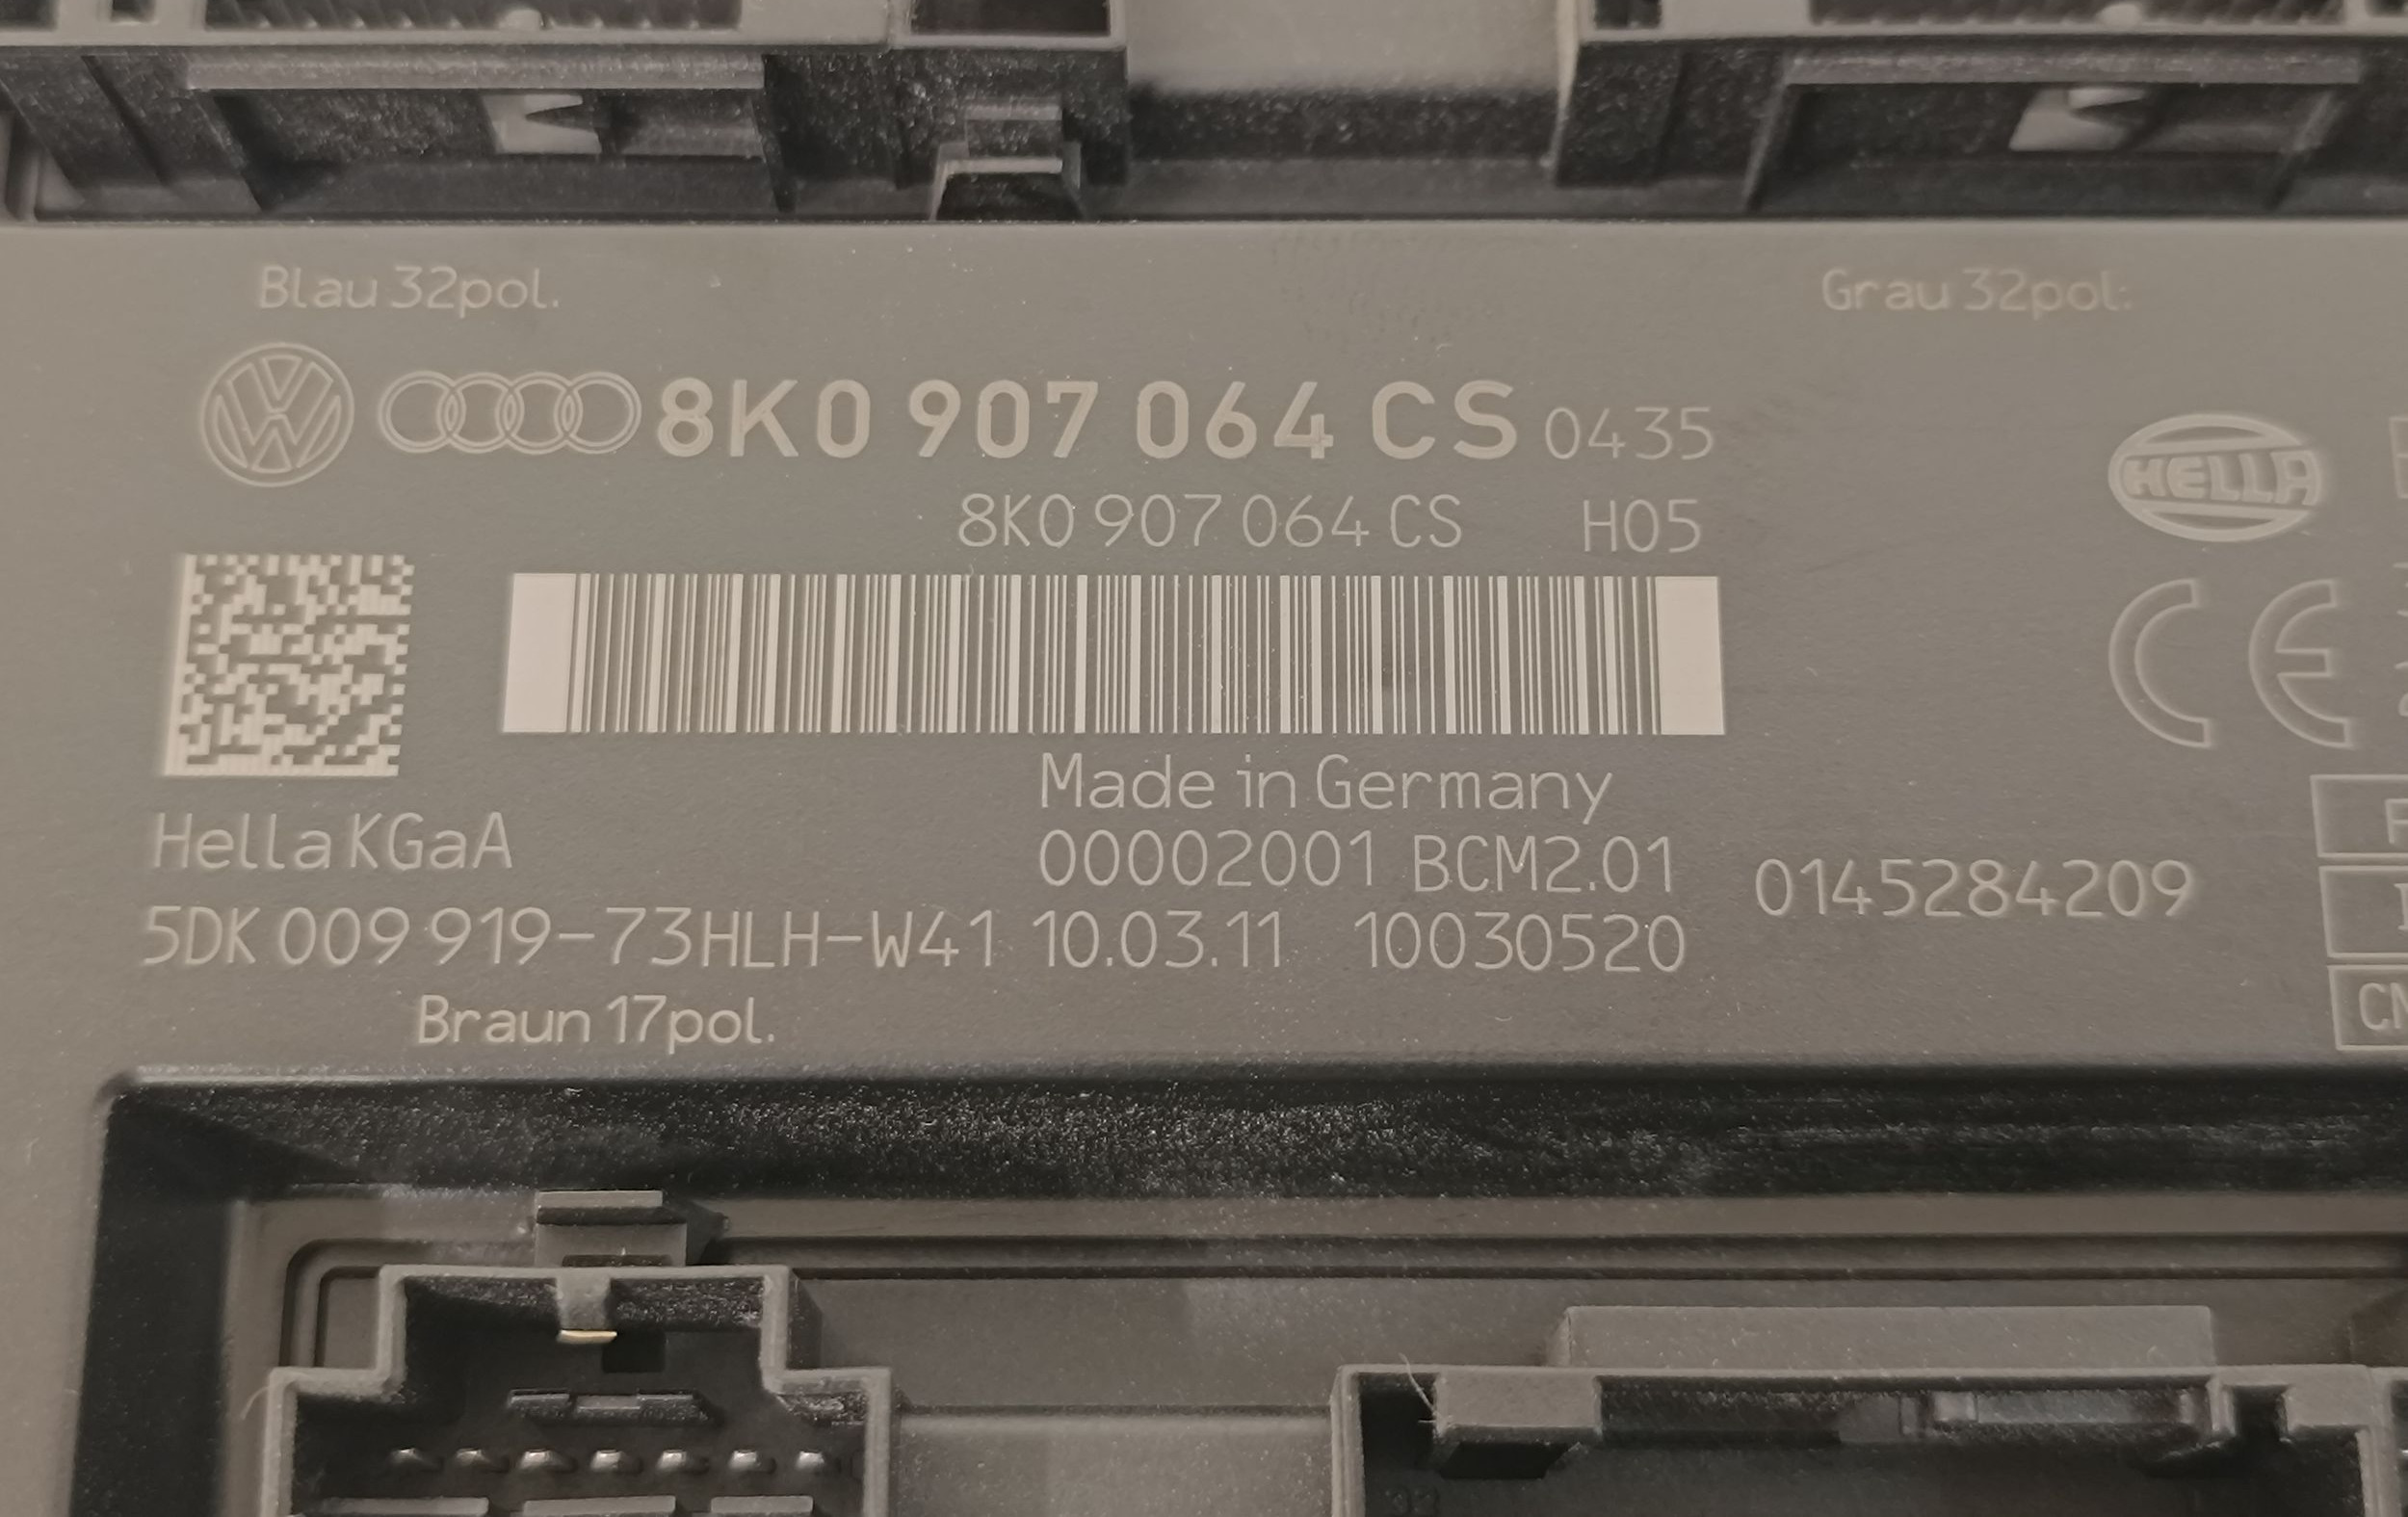 Blau 32pol.
Grau 32pol:
8K0 907 064 CS 0435
8K0 907 064 CS H05
HELLA
CE
Made in Germany
Hella KGaA
00002001 BCM2.01
0145284209
5DK 009 919-73HLH-W41 10.03.11 10030520
Braun 17pol.